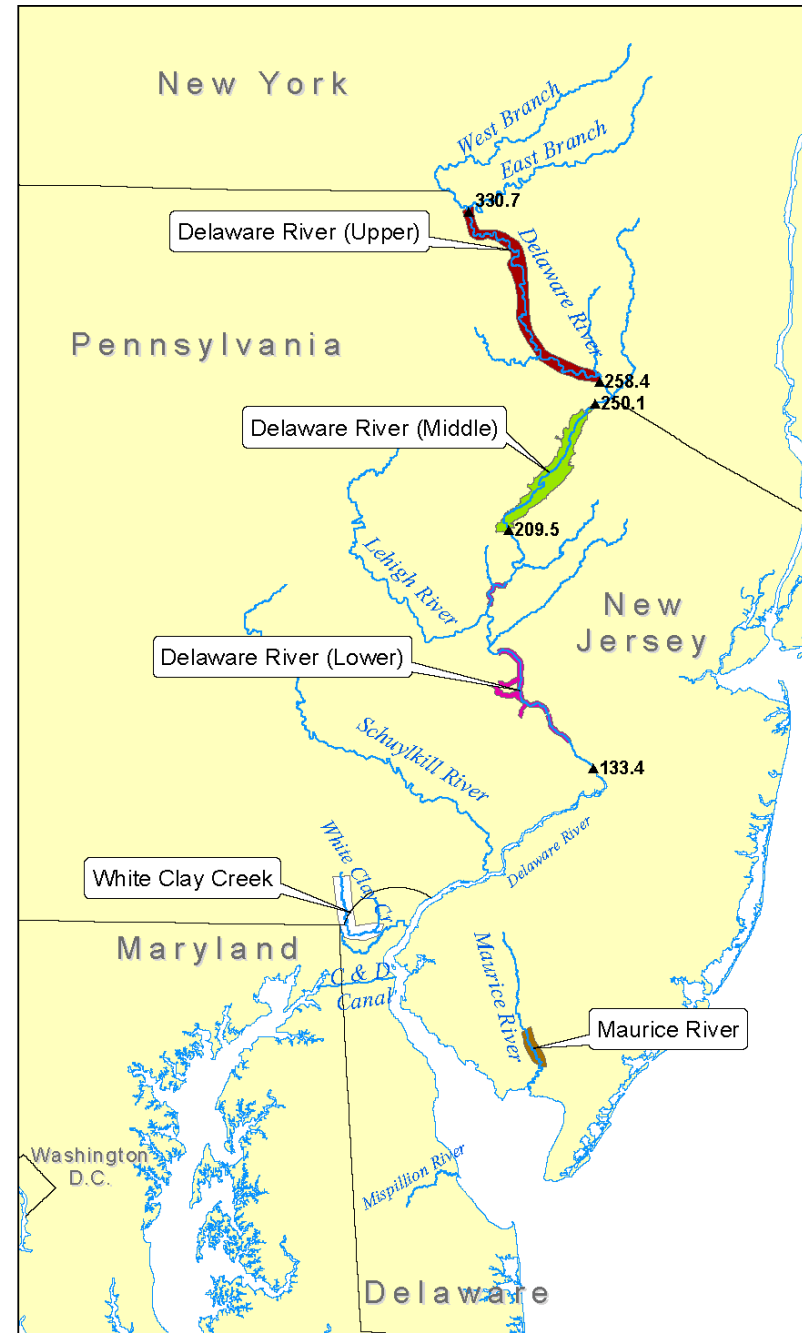 New York
West Branch
East Branch
330.7
Delaware River (Upper)
Delaware River
Pennsylvania
258.4
250.1
Delaware River (Middle)
209.5
Lehigh River
New
Jersey
Delaware River (Lower)
Schuylkill River
133.4
White Clay Cr.
Delaware River
White Clay Creek
Maryland
C & D
Canal
Maurice River
Maurice River
Washington
D.C.
Mispillion River
Delaware